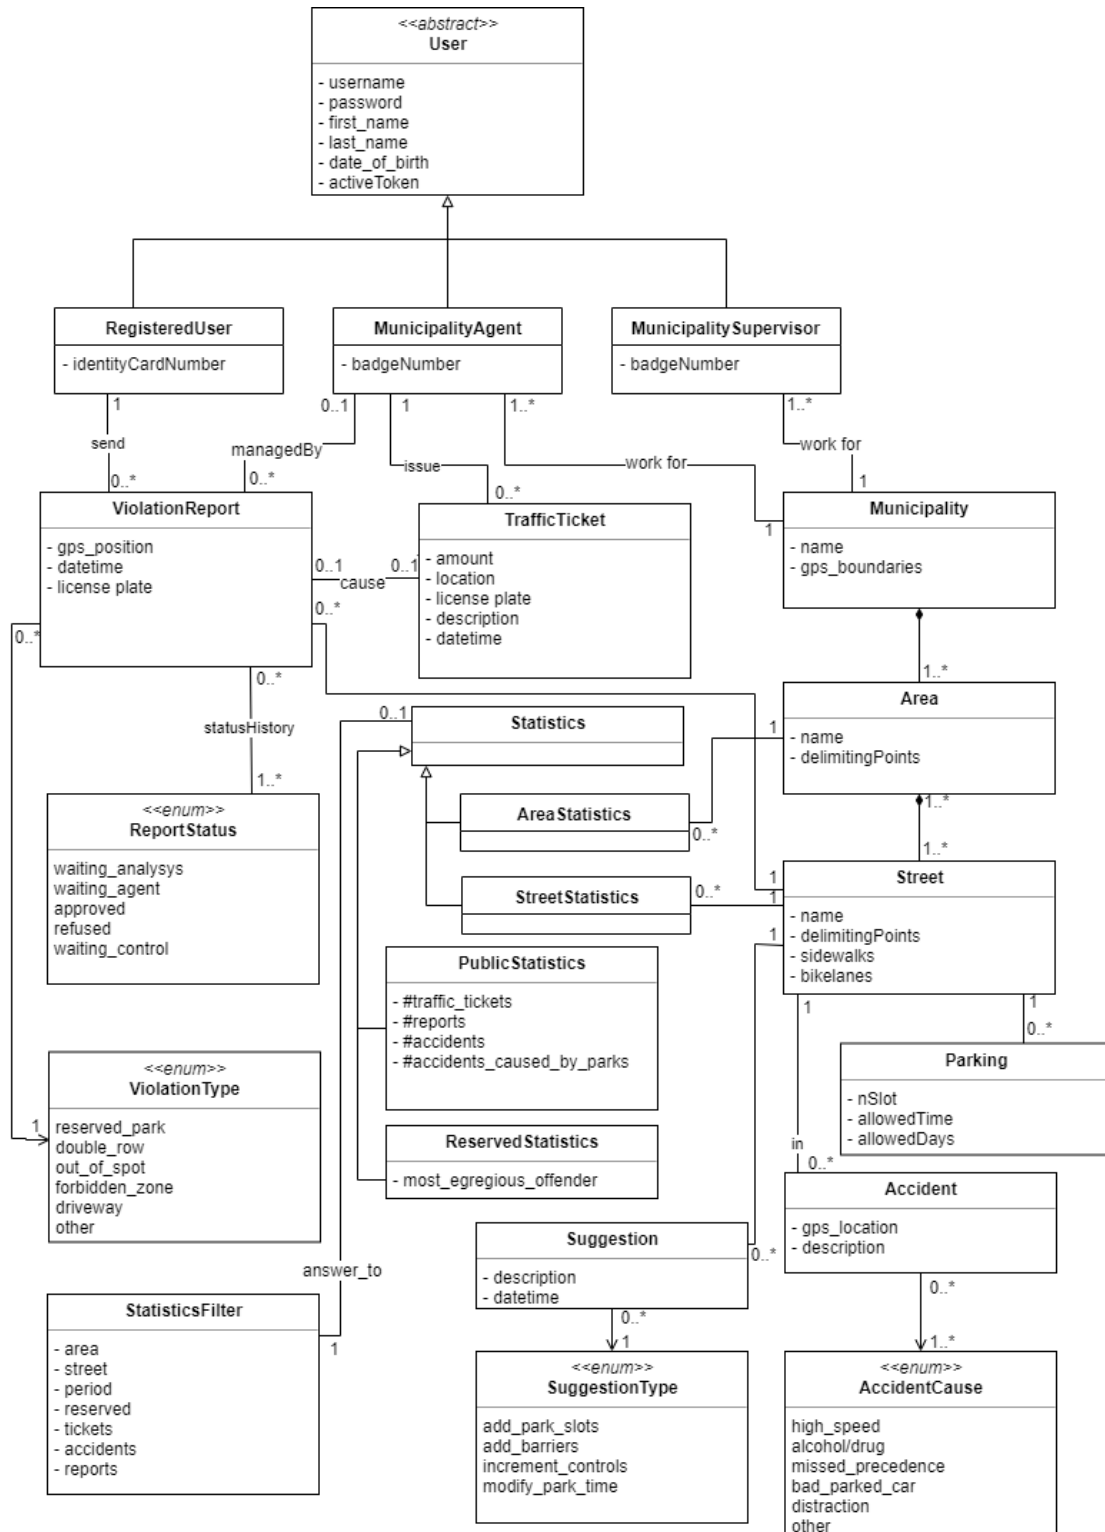 <<abstract>>
User
- username
- password
- first_name
- last_name
- date_of_birth
- activeToken
RegisteredUser
- identityCardNumber
MunicipalityAgent
- badgeNumber
MunicipalitySupervisor
- badgeNumber
1
0..1
1
1..*
1..*
send
managedBy
issue
work for
work for
0..*
0..*
0..*
1
1
ViolationReport
- gps_position
- datetime
- license plate
0..1
cause
0..1
TrafficTicket
- amount
- location
- license plate
- description
- datetime
Municipality
- name
- gps_boundaries
0..*
0..*
0..*
statusHistory
1..*
1..*
Area
- name
- delimitingPoints
0..1
Statistics
1
AreaStatistics
0..*
1..*
1..*
StreetStatistics
0..*
1
1
1
Street
- name
- delimitingPoints
- sidewalks
- bikelanes
<<enum>>
ReportStatus
waiting_analysys
waiting_agent
approved
refused
waiting_control
PublicStatistics
- #traffic_tickets
- #reports
- #accidents
- #accidents_caused_by_parks
1
1
0..*
Parking
- nSlot
- allowedTime
- allowedDays
1
<<enum>>
ViolationType
reserved_park
double_row
out_of_spot
forbidden_zone
driveway
other
ReservedStatistics
- most_egregious_offender
in
0..*
Accident
- gps_location
- description
Suggestion
- description
- datetime
0..*
answer_to
1
StatisticsFilter
- area
- street
- period
- reserved
- tickets
- accidents
- reports
0..*
1
0..*
1..*
<<enum>>
SuggestionType
add_park_slots
add_barriers
increment_controls
modify_park_time
<<enum>>
AccidentCause
high_speed
alcohol/drug
missed_precedence
bad_parked_car
distraction
other